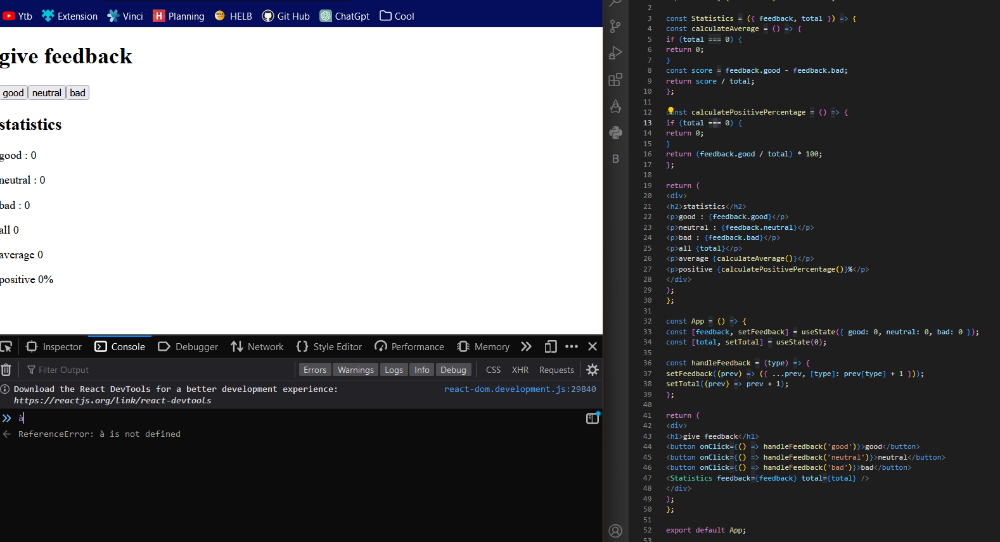 Ytb Extension Vinci Planning HELB Git Hub ChatGpt Cool
give feedback
good neutral bad
statistics
good : 0
neutral : 0
bad : 0
all 0
average 0
positive 0%
Inspector Console Debugger Network Style Editor Performance Memory
Filter Output Errors Warnings Logs Info Debug CSS XHR Requests
Download the React DevTools for a better development experience: react-dom.development.js:29840
https://reactjs.org/link/react-devtools
à
ReferenceError: à is not defined
B
2
3 const Statistics = ({ feedback, total }) => {
4 const calculateAverage = () => {
5 if (total === 0) {
6 return 0;
7 }
8 const score = feedback.good - feedback.bad;
9 return score / total;
10 };
11
12 const calculatePositivePercentage = () => {
13 if (total === 0) {
14 return 0;
15 }
16 return (feedback.good / total) * 100;
17 };
18
19 return (
20 <div>
21 <h2>statistics</h2>
22 <p>good : {feedback.good}</p>
23 <p>neutral : {feedback.neutral}</p>
24 <p>bad : {feedback.bad}</p>
25 <p>all {total}</p>
26 <p>average {calculateAverage()}</p>
27 <p>positive {calculatePositivePercentage()}%</p>
28 </div>
29 );
30 };
31
32 const App = () => {
33 const [feedback, setFeedback] = useState({ good: 0, neutral: 0, bad: 0 });
34 const [total, setTotal] = useState(0);
35
36 const handleFeedback = (type) => {
37 setFeedback((prev) => ({ ...prev, [type]: prev[type] + 1 }));
38 setTotal((prev) => prev + 1);
39 };
40
41 return (
42 <div>
43 <h1>give feedback</h1>
44 <button onClick={() => handleFeedback('good')}>good</button>
45 <button onClick={() => handleFeedback('neutral')}>neutral</button>
46 <button onClick={() => handleFeedback('bad')}>bad</button>
47 <Statistics feedback={feedback} total={total} />
48 </div>
49 );
50 };
51
52 export default App;
53